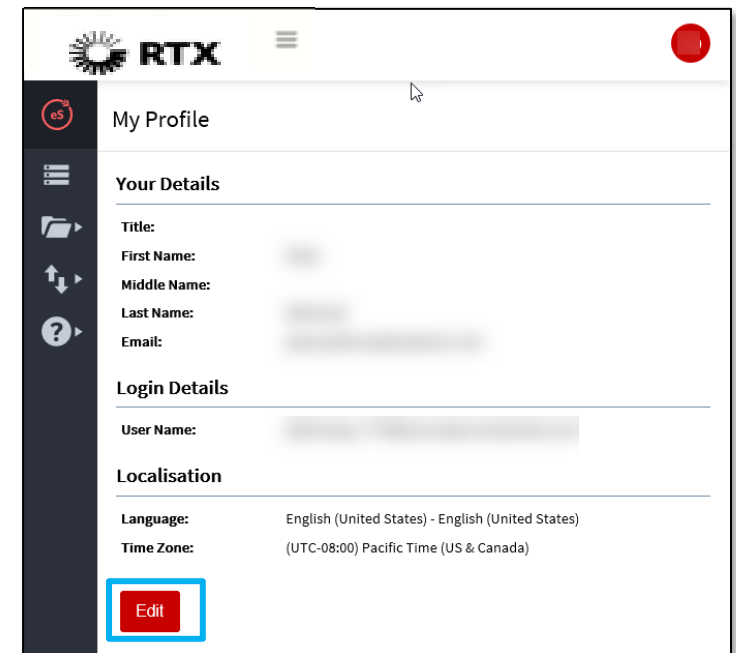 RTX
eS
My Profile
Your Details
Title:
First Name:
Middle Name:
Last Name:
Email:
Login Details
User Name:
Localisation
Language: English (United States) - English (United States)
Time Zone: (UTC-08:00) Pacific Time (US & Canada)
Edit